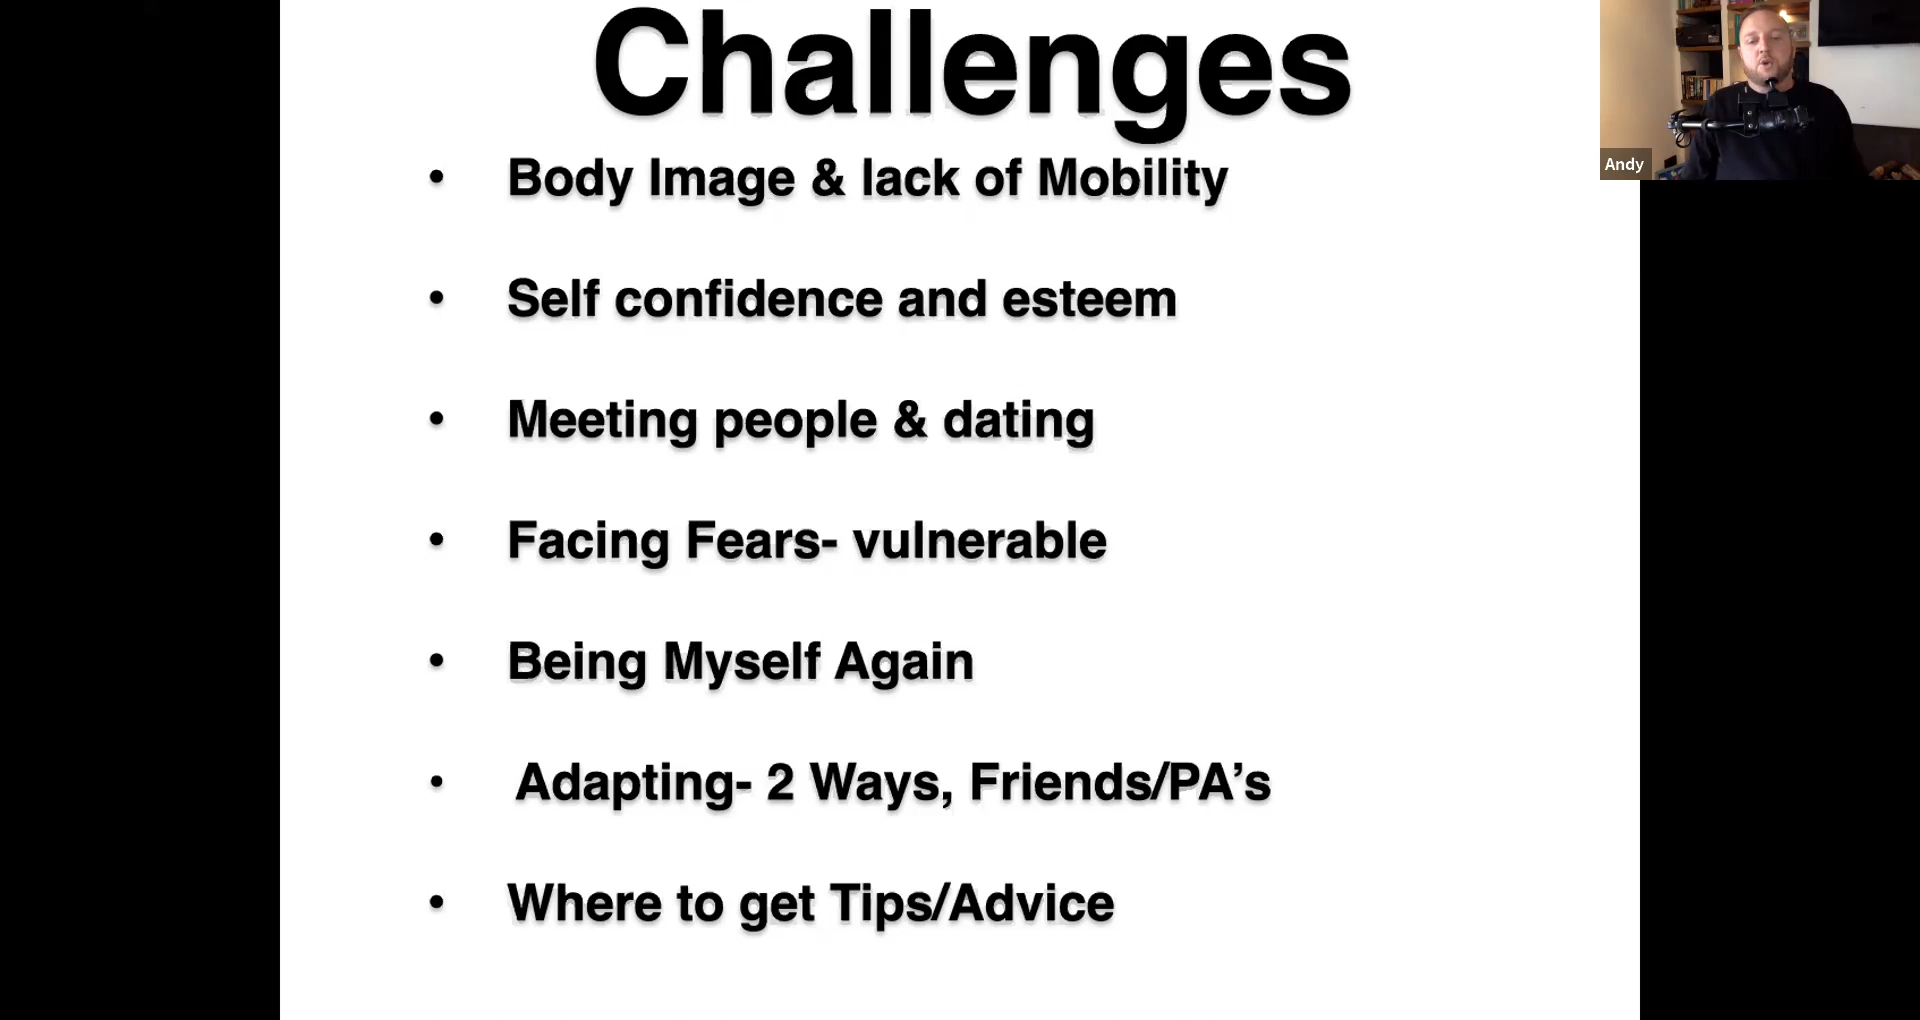 Challenges
• Body Image & lack of Mobility
• Self confidence and esteem
• Meeting people & dating
• Facing Fears- vulnerable
• Being Myself Again
• Adapting- 2 Ways, Friends/PA’s
• Where to get Tips/Advice
Andy